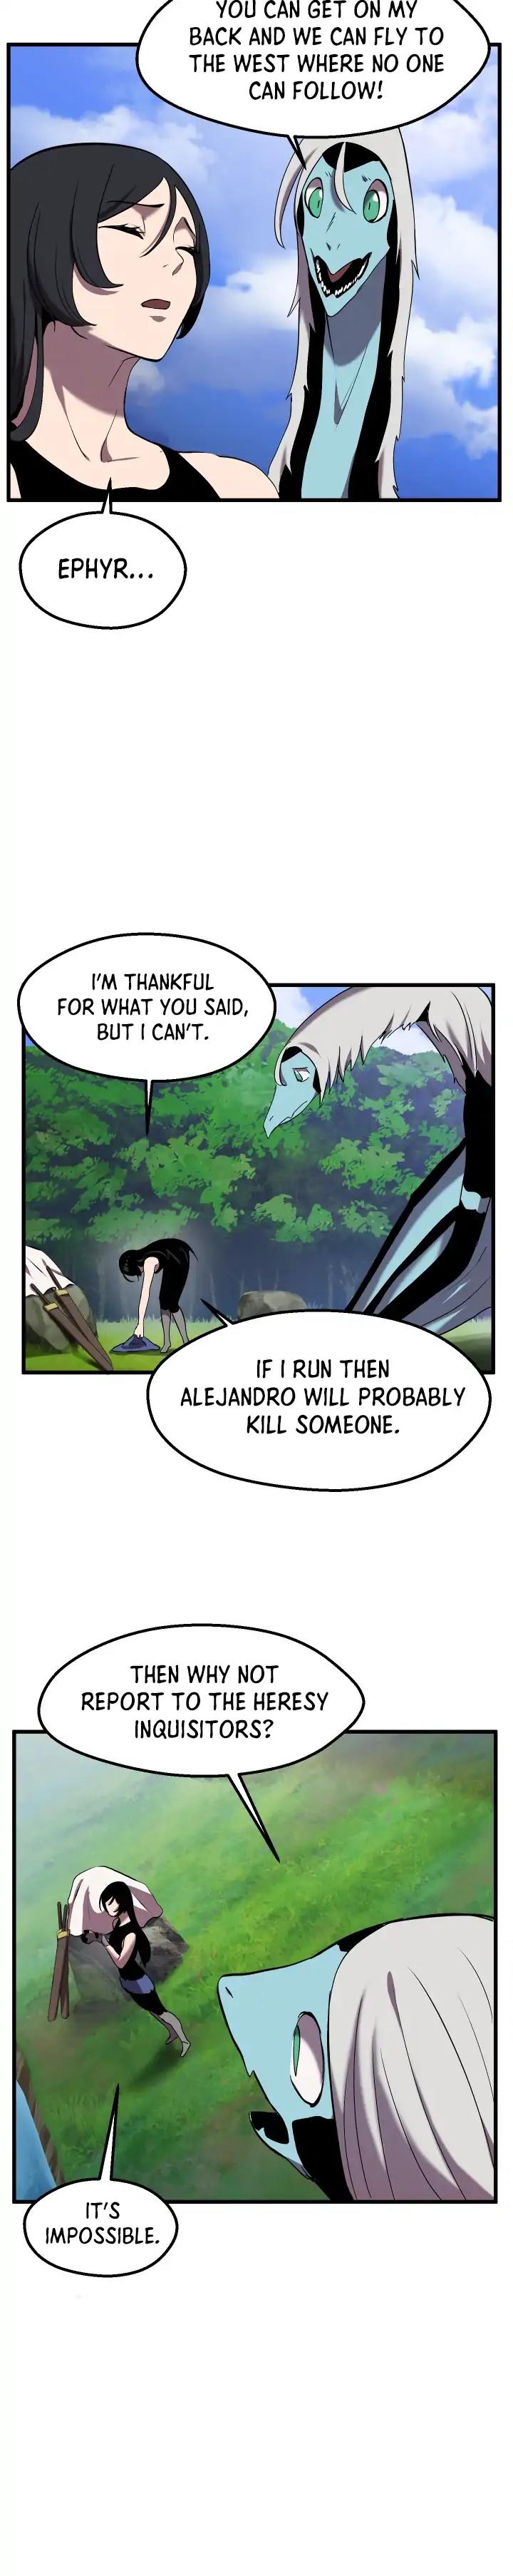 YOU CAN GET ON MY
BACK AND WE CAN FLY TO
THE WEST WHERE NO ONE
CAN FOLLOW!
EPHYR...
I'M THANKFUL
FOR WHAT YOU SAID,
BUT I CAN'T.
IF I RUN THEN
ALEJANDRO WILL PROBABLY
KILL SOMEONE.
THEN WHY NOT
REPORT TO THE HERESY
INQUISITORS?
IT'S
IMPOSSIBLE.